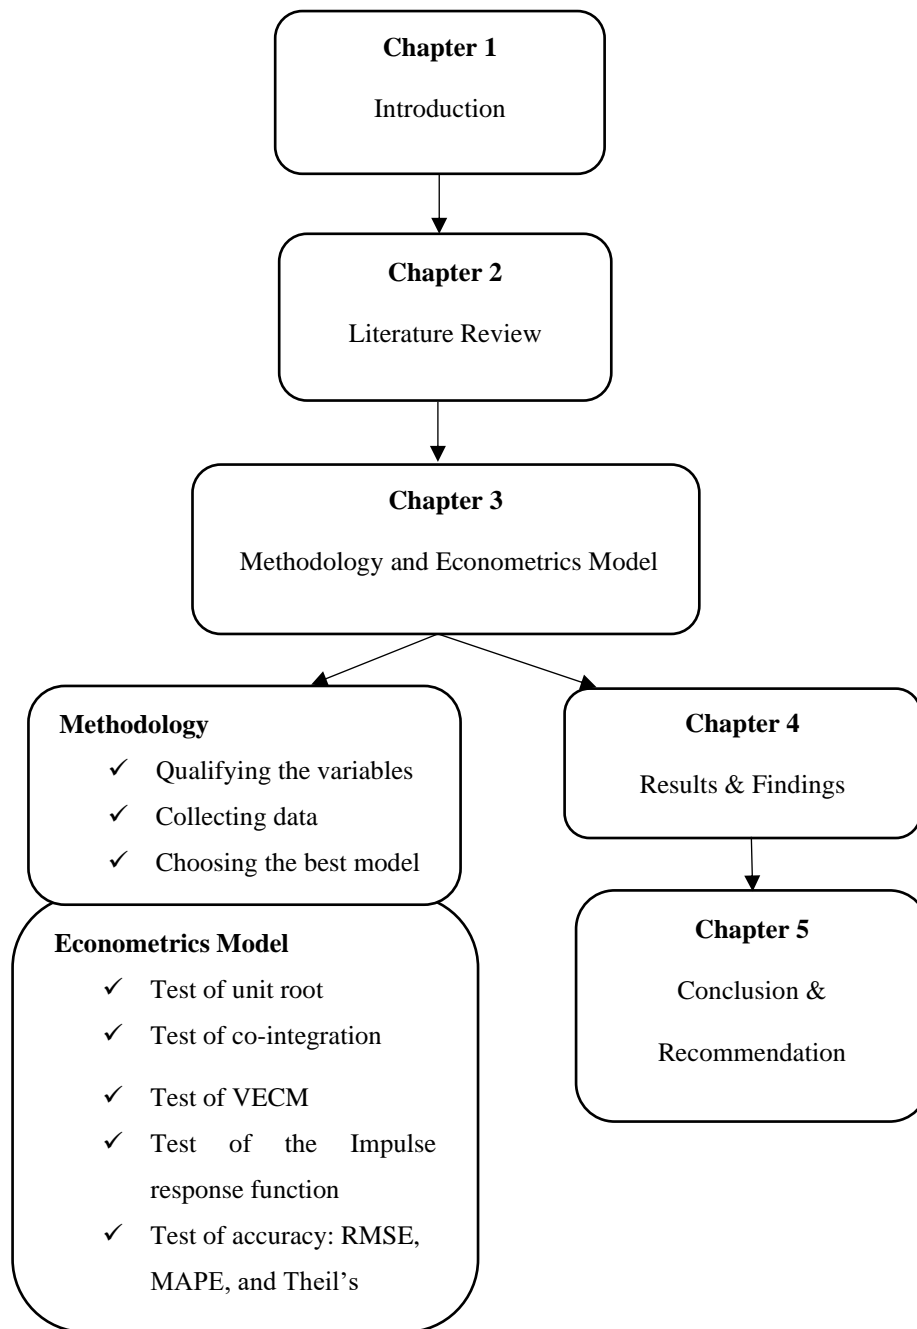 Chapter 1
Introduction
Chapter 2
Literature Review
Chapter 3
Methodology and Econometrics Model
Methodology
✓ Qualifying the variables
✓ Collecting data
✓ Choosing the best model
Econometrics Model
✓ Test of unit root
✓ Test of co-integration
✓ Test of VECM
✓ Test of the Impulse
response function
✓ Test of accuracy: RMSE,
MAPE, and Theil’s
Chapter 4
Results & Findings
Chapter 5
Conclusion &
Recommendation